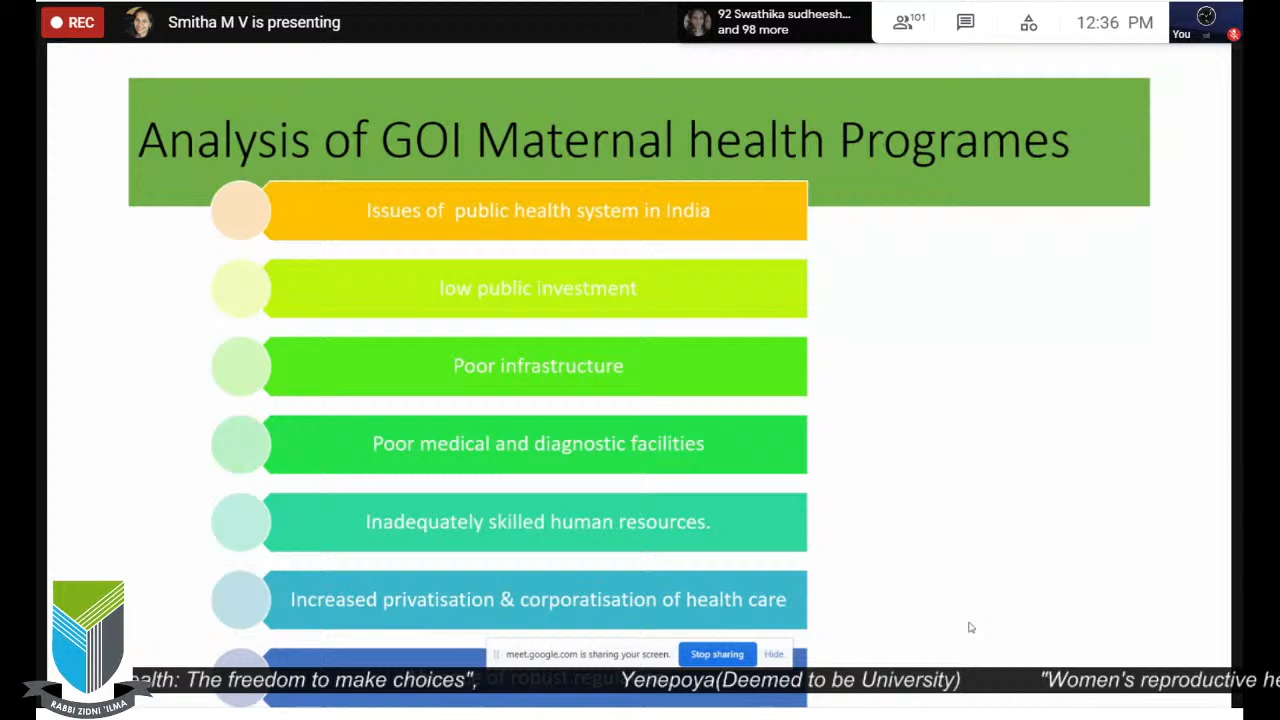 REC
Smitha M V is presenting
92 Swathika sudheesh...
and 98 more
101
12:36 PM
You
Analysis of GOI Maternal health Programes
Issues of  public health system in India
low public investment
Poor infrastructure
Poor medical and diagnostic facilities
Inadequately skilled human resources.
Increased privatisation & corporatisation of health care
meet.google.com is sharing your screen.
Stop sharing
Hide
of robust
alth: The freedom to make choices", Yenepoya(Deemed to be University) "Women's reproductive he
RABBI ZIDNI 'ILMA